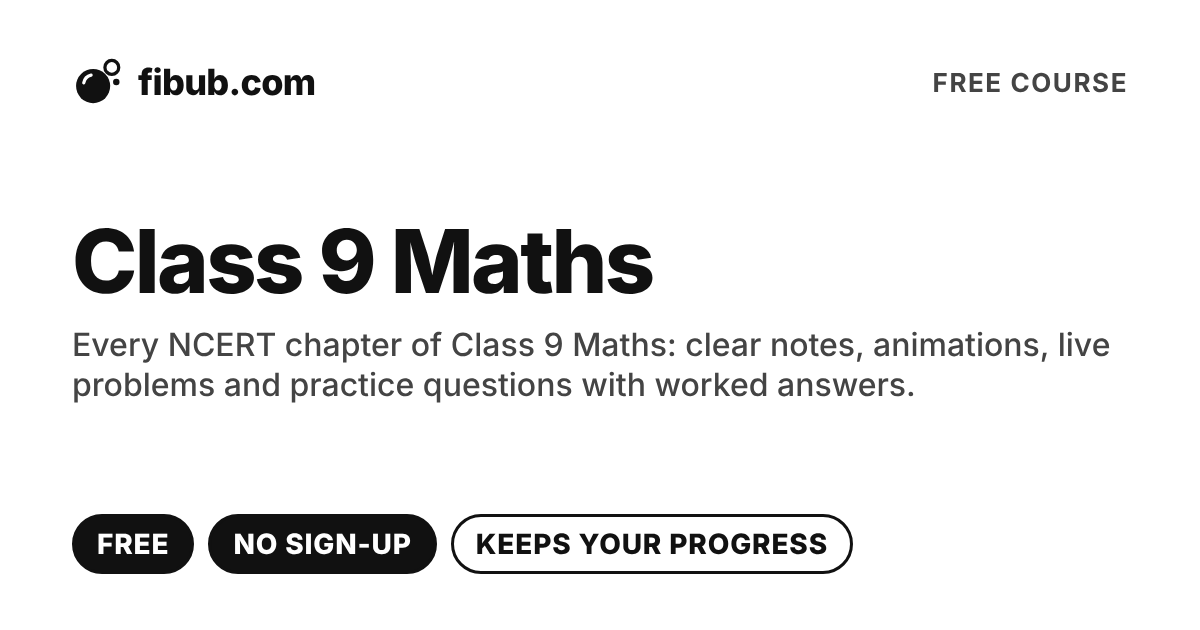 fibub.com
FREE COURSE
Class 9 Maths
Every NCERT chapter of Class 9 Maths: clear notes, animations, live
problems and practice questions with worked answers.
FREE
NO SIGN-UP
KEEPS YOUR PROGRESS